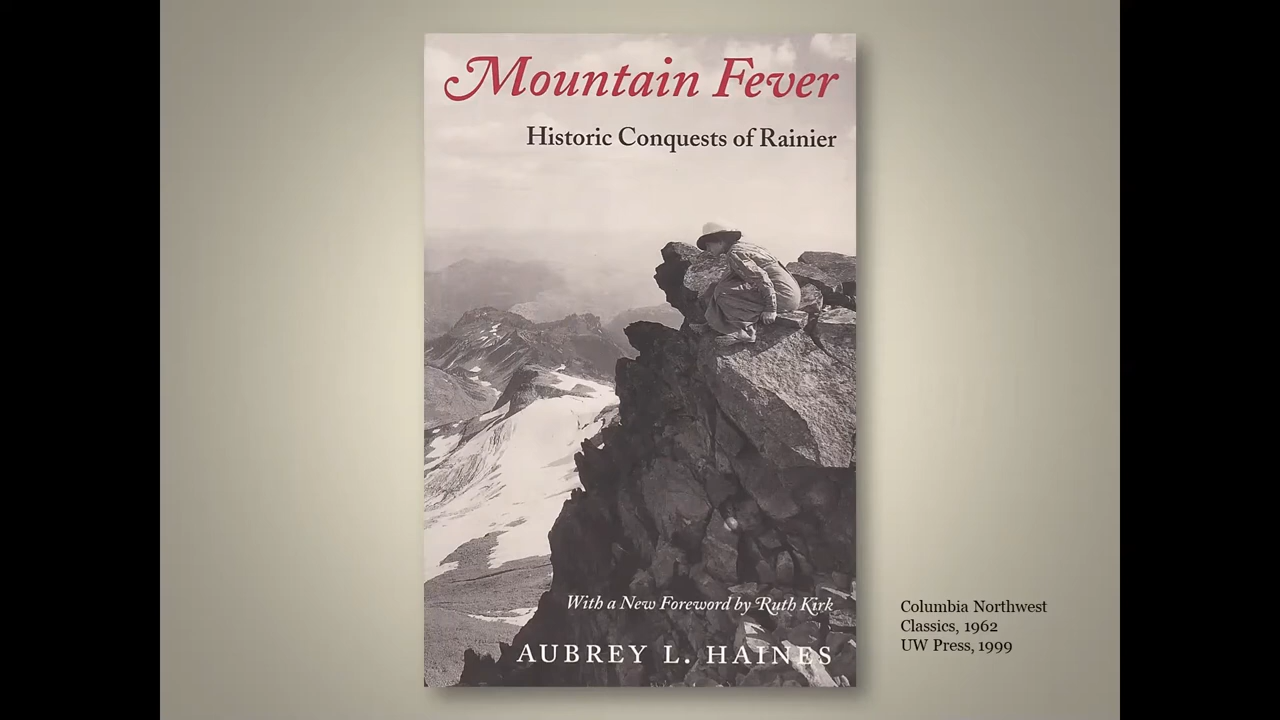 Mountain Fever
Historic Conquests of Rainier
With a New Foreword by Ruth Kirk
AUBREY L. HAINES
Columbia Northwest
Classics, 1962
UW Press, 1999